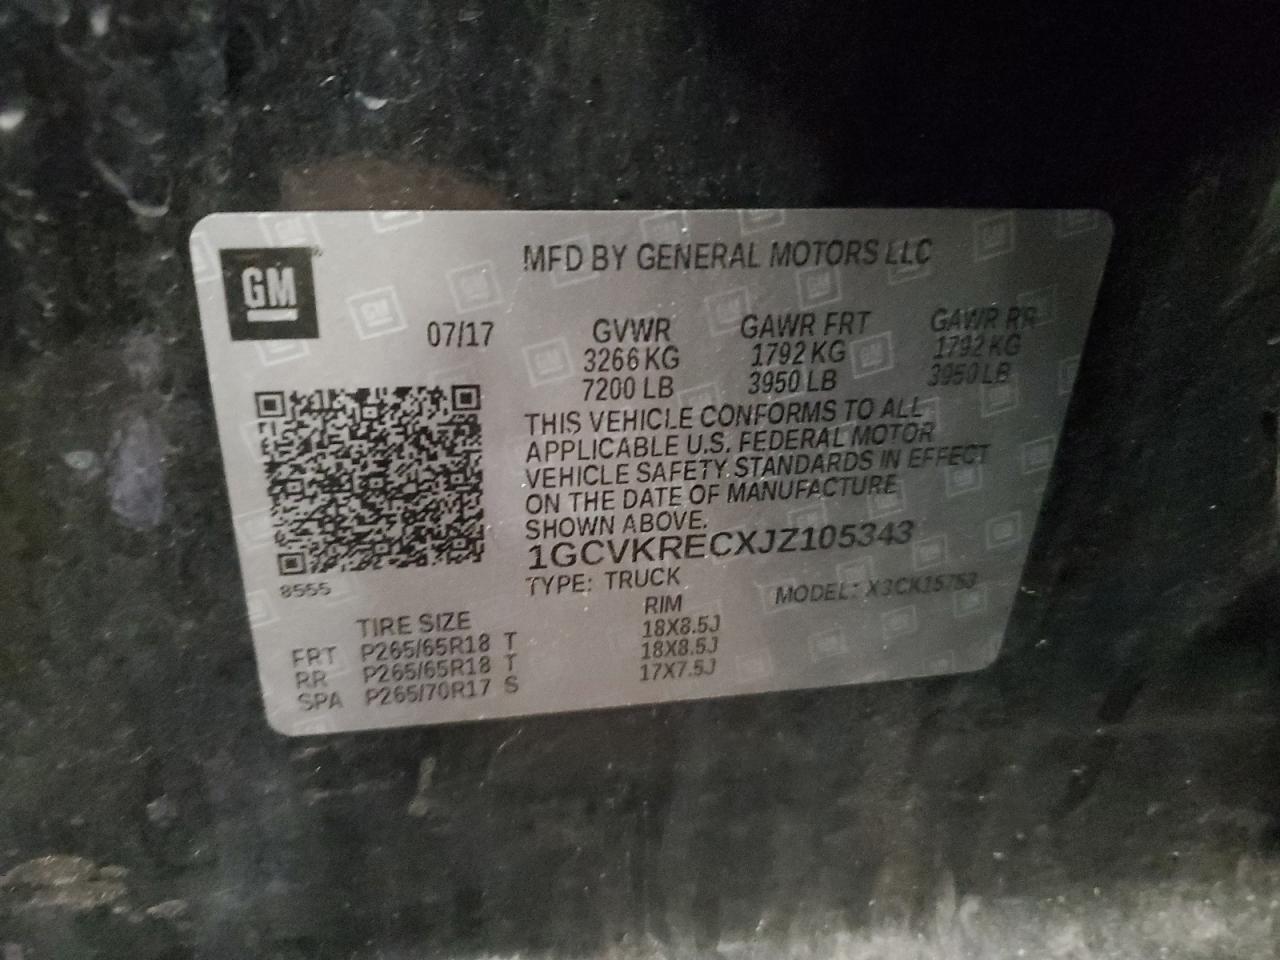 GM
MFD BY GENERAL MOTORS LLC
07/17
GVWR GAWR FRT GAWR RR
3266 KG 1792 KG 1792 KG
7200 LB 3950 LB 3950 LB
THIS VEHICLE CONFORMS TO ALL
APPLICABLE U.S. FEDERAL MOTOR
VEHICLE SAFETY STANDARDS IN EFFECT
ON THE DATE OF MANUFACTURE
SHOWN ABOVE.
1GCVKRECXJZ105343
8555
TYPE: TRUCK MODEL: X3CK15753
TIRE SIZE RIM
FRT P265/65R18 T 18X8.5J
RR P265/65R18 T 18X8.5J
SPA P265/70R17 S 17X7.5J